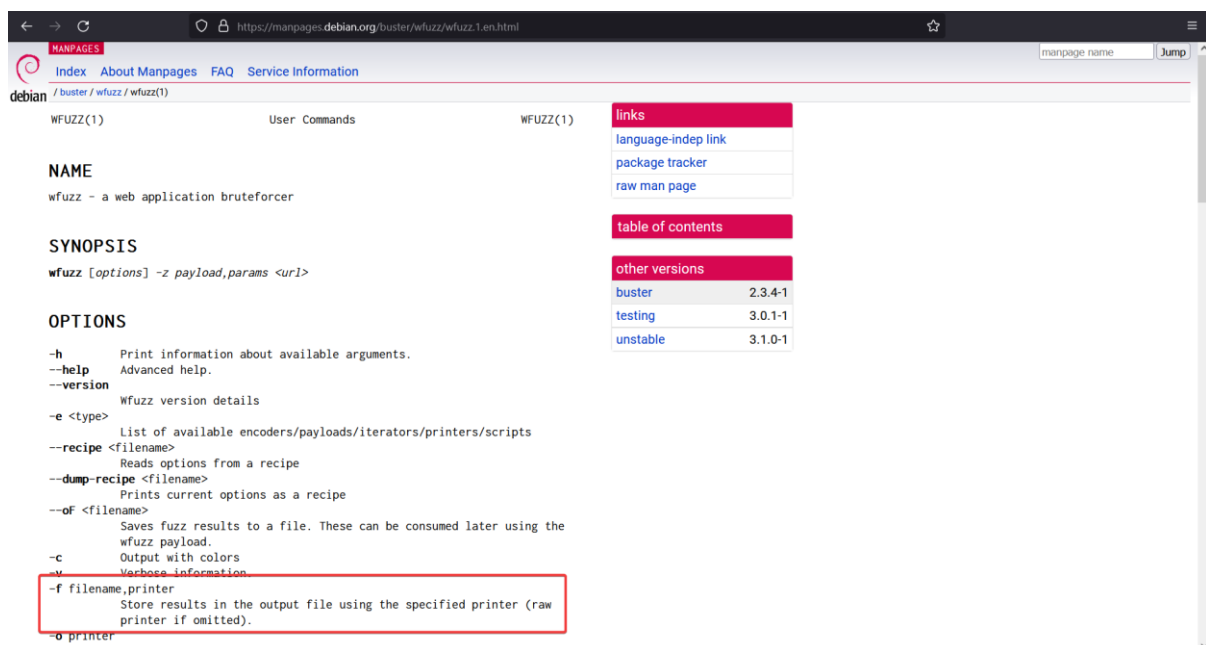 https://manpages.debian.org/buster/wfuzz/wfuzz.1.en.html
MANPAGES
manpage name
Jump
Index About Manpages FAQ Service Information
debian
/ buster / wfuzz / wfuzz(1)
WFUZZ(1) User Commands WFUZZ(1)
NAME
wfuzz - a web application bruteforcer
SYNOPSIS
wfuzz [options] -z payload,params <url>
OPTIONS
-h Print information about available arguments.
--help Advanced help.
--version
Wfuzz version details
-e <type>
List of available encoders/payloads/iterators/printers/scripts
--recipe <filename>
Reads options from a recipe
--dump-recipe <filename>
Prints current options as a recipe
--oF <filename>
Saves fuzz results to a file. These can be consumed later using the
wfuzz payload.
-c Output with colors
-v Verbose information.
-f filename,printer
Store results in the output file using the specified printer (raw
printer if omitted).
-o printer
links
language-indep link
package tracker
raw man page
table of contents
other versions
buster 2.3.4-1
testing 3.0.1-1
unstable 3.1.0-1